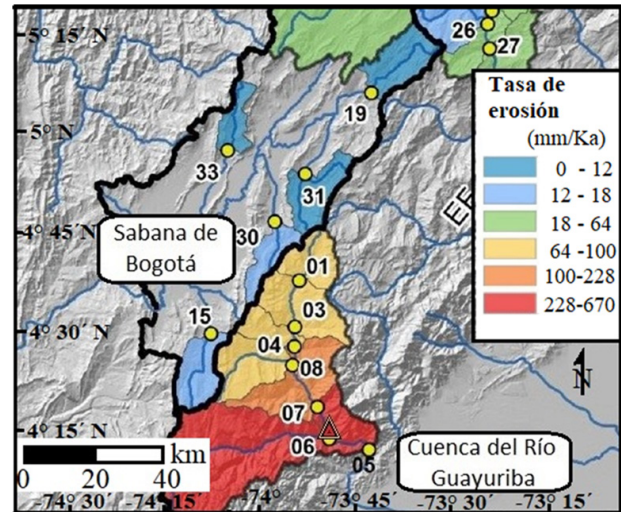 5° 15´ N
5° N
4° 45´ N
4° 30´ N
4° 15´ N
26
27
19
33
31
30
01
03
15
04
08
07
06
05
Sabana de
Bogotá
Tasa de
erosión
(mm/Ka)
0 - 12
12 - 18
18 - 64
64 -100
100-228
228-670
N
Cuenca del Río
Guayuriba
km
0 20 40
-74° 30´
-74°
-73° 45´
-73° 30´
-73° 15´